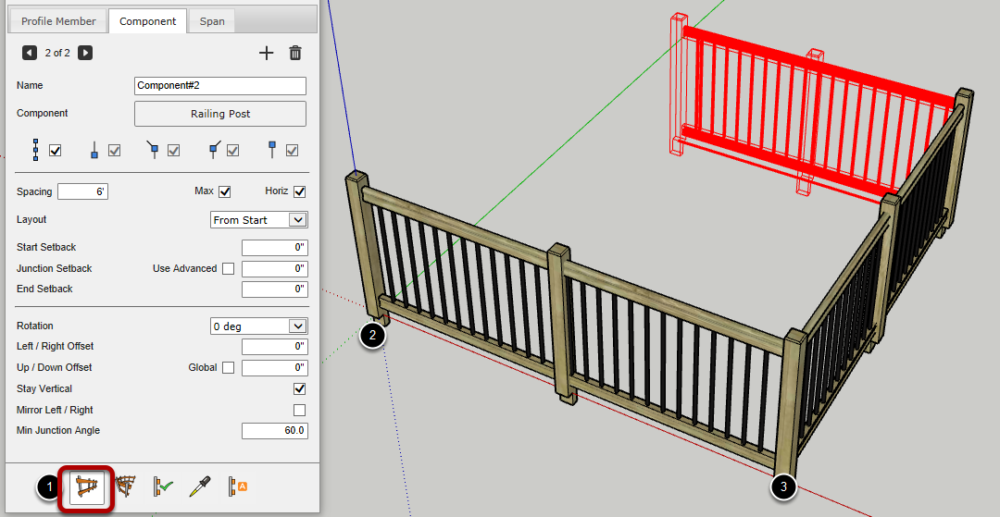 Profile Member Component Span
2 of 2
Name Component#2
Component Railing Post
Spacing 6' Max Horiz
Layout From Start
Start Setback 0"
Junction Setback Use Advanced 0"
End Setback 0"
Rotation 0 deg
Left / Right Offset 0"
Up / Down Offset Global 0"
Stay Vertical
Mirror Left / Right
Min Junction Angle 60.0
1
A
2
3